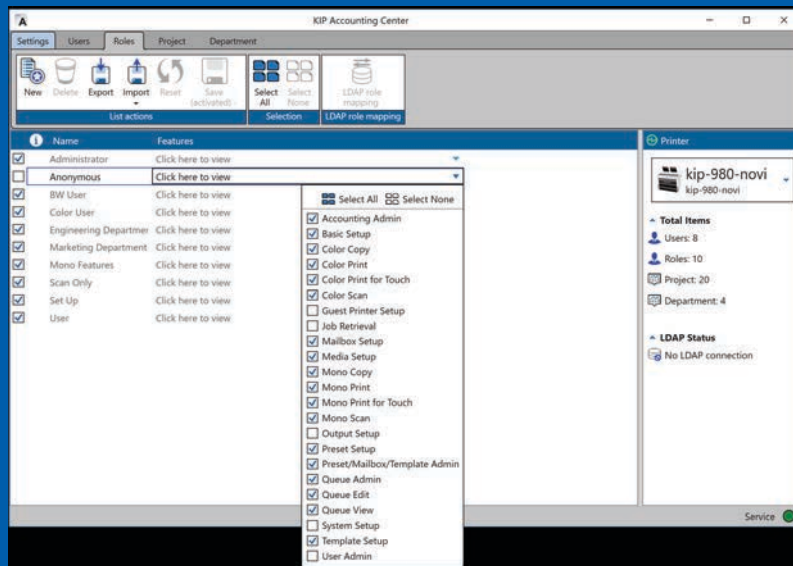 A
KIP Accounting Center
Settings Users Roles Project Department
New Delete Export Import Reset Save (activated)
Select All Select None
LDAP role mapping
List actions Selection LDAP role mapping
Name Features
Administrator Click here to view
Anonymous Click here to view
BW User Click here to view
Color User Click here to view
Engineering Departmer Click here to view
Marketing Department Click here to view
Mono Features Click here to view
Scan Only Click here to view
Set Up Click here to view
User Click here to view
Select All Select None
Accounting Admin
Basic Setup
Color Copy
Color Print
Color Print for Touch
Color Scan
Guest Printer Setup
Job Retrieval
Mailbox Setup
Media Setup
Mono Copy
Mono Print
Mono Print for Touch
Mono Scan
Output Setup
Preset Setup
Preset/Mailbox/Template Admin
Queue Admin
Queue Edit
Queue View
System Setup
Template Setup
User Admin
Printer
kip-980-novi
kip-980-novi
Total Items
Users: 8
Roles: 10
Project: 20
Department: 4
LDAP Status
No LDAP connection
Service